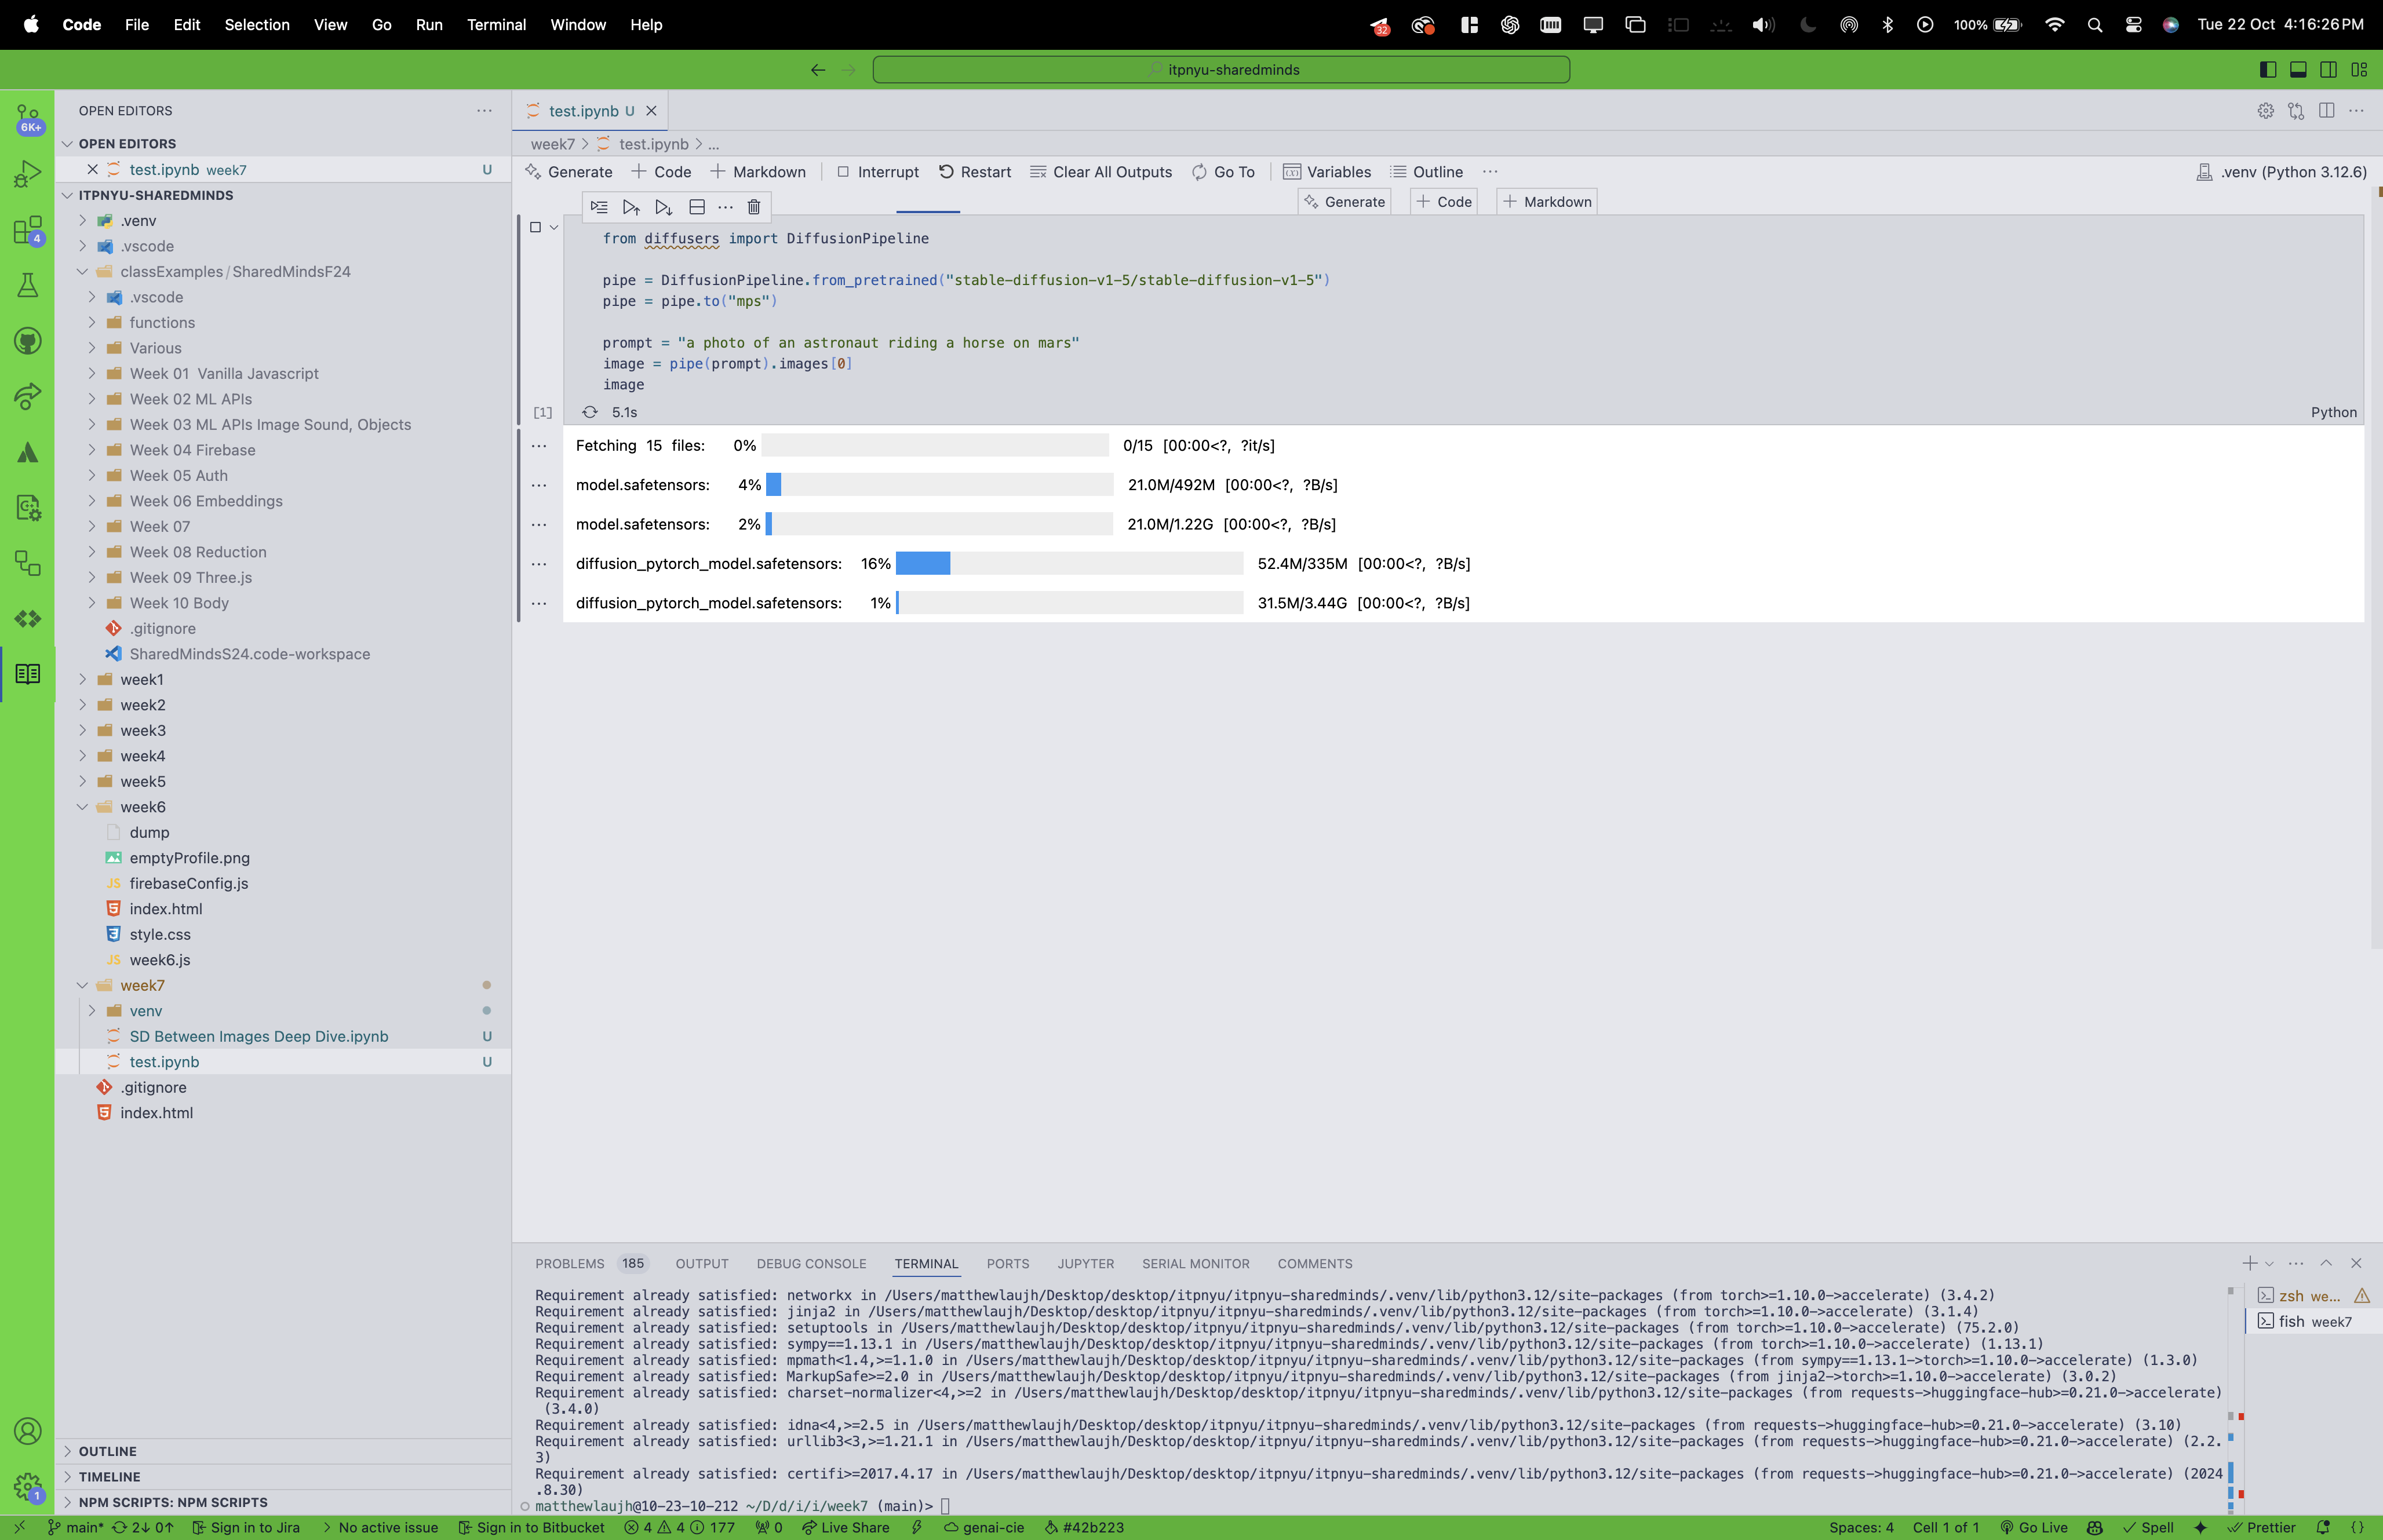 Code File Edit Selection View Go Run Terminal Window Help
32
100%
Tue 22 Oct 4:16:26 PM
itpnyu-sharedminds
6K+
4
1
OPEN EDITORS
OPEN EDITORS
test.ipynb week7 U
ITPNYU-SHAREDMINDS
.venv
.vscode
classExamples / SharedMindsF24
.vscode
functions
Various
Week 01 Vanilla Javascript
Week 02 ML APIs
Week 03 ML APIs Image Sound, Objects
Week 04 Firebase
Week 05 Auth
Week 06 Embeddings
Week 07
Week 08 Reduction
Week 09 Three.js
Week 10 Body
.gitignore
SharedMindsS24.code-workspace
week1
week2
week3
week4
week5
week6
dump
emptyProfile.png
firebaseConfig.js
index.html
style.css
week6.js
week7
venv
SD Between Images Deep Dive.ipynb U
test.ipynb U
.gitignore
index.html
OUTLINE
TIMELINE
NPM SCRIPTS: NPM SCRIPTS
test.ipynb U
week7 > test.ipynb > ...
Generate + Code + Markdown Interrupt Restart Clear All Outputs Go To Variables Outline ...
.venv (Python 3.12.6)
Generate + Code + Markdown
from diffusers import DiffusionPipeline
pipe = DiffusionPipeline.from_pretrained("stable-diffusion-v1-5/stable-diffusion-v1-5")
pipe = pipe.to("mps")
prompt = "a photo of an astronaut riding a horse on mars"
image = pipe(prompt).images[0]
image
[1] 5.1s
Python
Fetching 15 files: 0% 0/15 [00:00<?, ?it/s]
model.safetensors: 4% 21.0M/492M [00:00<?, ?B/s]
model.safetensors: 2% 21.0M/1.22G [00:00<?, ?B/s]
diffusion_pytorch_model.safetensors: 16% 52.4M/335M [00:00<?, ?B/s]
diffusion_pytorch_model.safetensors: 1% 31.5M/3.44G [00:00<?, ?B/s]
PROBLEMS 185 OUTPUT DEBUG CONSOLE TERMINAL PORTS JUPYTER SERIAL MONITOR COMMENTS
Requirement already satisfied: networkx in /Users/matthewlaujh/Desktop/desktop/itpnyu/itpnyu-sharedminds/.venv/lib/python3.12/site-packages (from torch>=1.10.0->accelerate) (3.4.2)
Requirement already satisfied: jinja2 in /Users/matthewlaujh/Desktop/desktop/itpnyu/itpnyu-sharedminds/.venv/lib/python3.12/site-packages (from torch>=1.10.0->accelerate) (3.1.4)
Requirement already satisfied: setuptools in /Users/matthewlaujh/Desktop/desktop/itpnyu/itpnyu-sharedminds/.venv/lib/python3.12/site-packages (from torch>=1.10.0->accelerate) (75.2.0)
Requirement already satisfied: sympy==1.13.1 in /Users/matthewlaujh/Desktop/desktop/itpnyu/itpnyu-sharedminds/.venv/lib/python3.12/site-packages (from torch>=1.10.0->accelerate) (1.13.1)
Requirement already satisfied: mpmath<1.4,>=1.1.0 in /Users/matthewlaujh/Desktop/desktop/itpnyu/itpnyu-sharedminds/.venv/lib/python3.12/site-packages (from sympy==1.13.1->torch>=1.10.0->accelerate) (1.3.0)
Requirement already satisfied: MarkupSafe>=2.0 in /Users/matthewlaujh/Desktop/desktop/itpnyu/itpnyu-sharedminds/.venv/lib/python3.12/site-packages (from jinja2->torch>=1.10.0->accelerate) (3.0.2)
Requirement already satisfied: charset-normalizer<4,>=2 in /Users/matthewlaujh/Desktop/desktop/itpnyu/itpnyu-sharedminds/.venv/lib/python3.12/site-packages (from requests->huggingface-hub>=0.21.0->accelerate)
(3.4.0)
Requirement already satisfied: idna<4,>=2.5 in /Users/matthewlaujh/Desktop/desktop/itpnyu/itpnyu-sharedminds/.venv/lib/python3.12/site-packages (from requests->huggingface-hub>=0.21.0->accelerate) (3.10)
Requirement already satisfied: urllib3<3,>=1.21.1 in /Users/matthewlaujh/Desktop/desktop/itpnyu/itpnyu-sharedminds/.venv/lib/python3.12/site-packages (from requests->huggingface-hub>=0.21.0->accelerate) (2.2.
3)
Requirement already satisfied: certifi>=2017.4.17 in /Users/matthewlaujh/Desktop/desktop/itpnyu/itpnyu-sharedminds/.venv/lib/python3.12/site-packages (from requests->huggingface-hub>=0.21.0->accelerate) (2024
.8.30)
matthewlaujh@10-23-10-212 ~/D/d/i/i/week7 (main)>
zsh we...
fish week7
main* 2↓ 0↑ Sign in to Jira > No active issue Sign in to Bitbucket 4 4 177 0 Live Share genai-cie #42b223
Spaces: 4 Cell 1 of 1 Go Live Spell Prettier {}